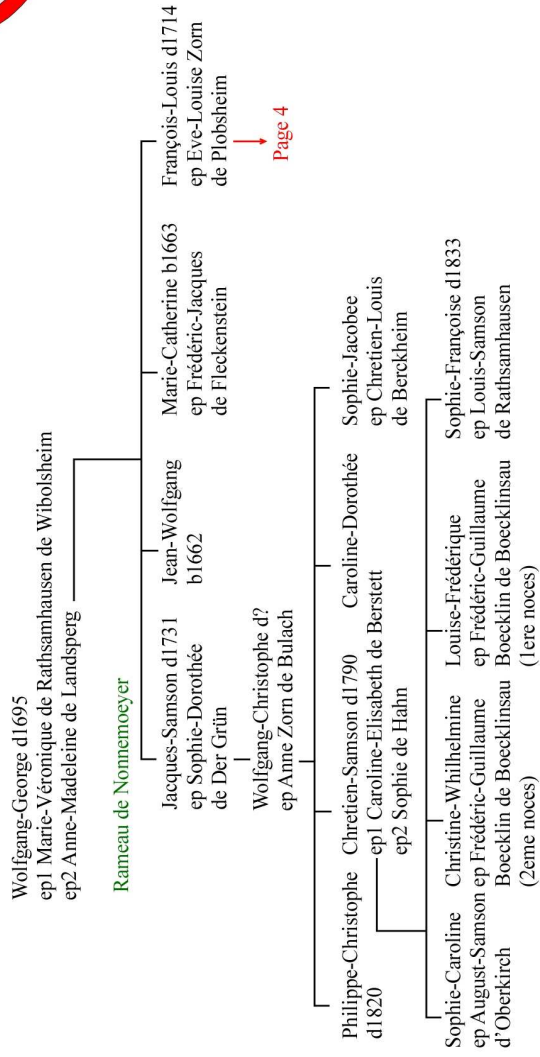 Wolfgang-George d1695
ep1 Marie-Véronique de Rathsamhausen de Wibolsheim
ep2 Anne-Madeleine de Landsperg
Rameau de Nonnemoeyer
Jacques-Samson d1731
ep Sophie-Dorothée
de Der Grün
Jean-Wolfgang
b1662
Marie-Catherine b1663
ep Frédéric-Jacques
de Fleckenstein
François-Louis d1714
ep Eve-Louise Zorn
de Plobsheim
Page 4
Wolfgang-Christophe d?
ep Anne Zorn de Bulach
Philippe-Christophe
d1820
Chretien-Samson d1790
ep1 Caroline-Elisabeth de Berstett
ep2 Sophie de Hahn
Caroline-Dorothée
Sophie-Jacobee
ep Chretien-Louis
de Berckheim
Sophie-Caroline
ep August-Samson
d'Oberkirch
Christine-Whilhelmine
ep Frédéric-Guillaume
Boecklin de Boecklinsau
(2eme noces)
Louise-Frédérique
ep Frédéric-Guillaume
Boecklin de Boecklinsau
(1ere noces)
Sophie-Françoise d1833
ep Louis-Samson
de Rathsamhausen